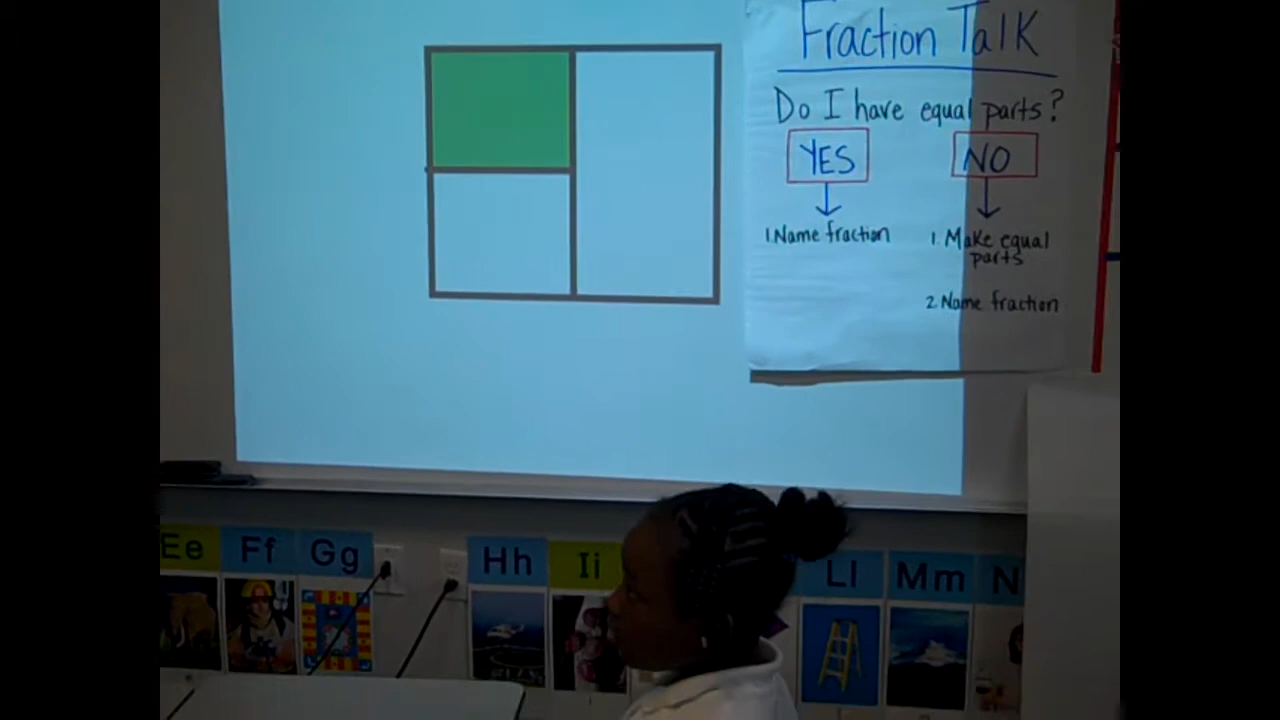 Fraction Talk
Do I have equal parts?
YES NO
1. Name fraction
1. Make equal
parts
2. Name fraction
Ee Ff Gg Hh Ii Ll Mm N